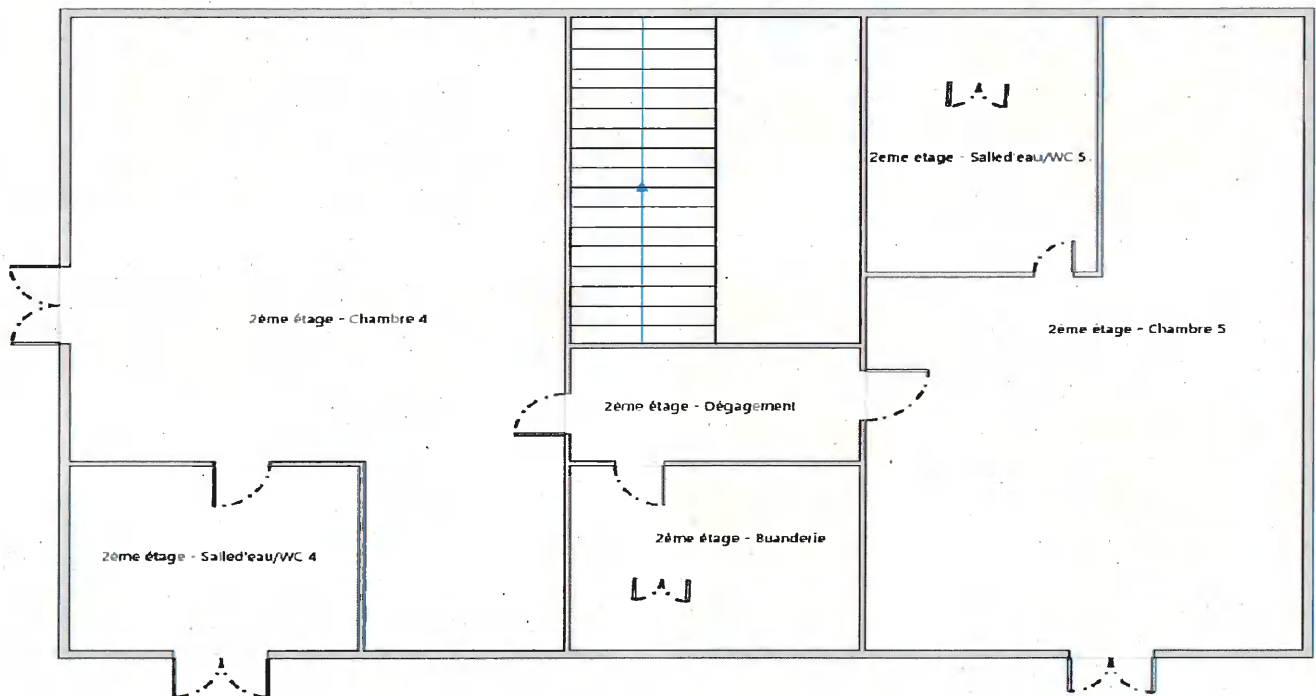 2eme etage - Salled'eau/WC 5
2ème étage - Chambre 4
2ème étage - Chambre 5
2ème étage - Dégagement
2ème étage - Buanderie
2ème étage - Salled'eau/WC 4